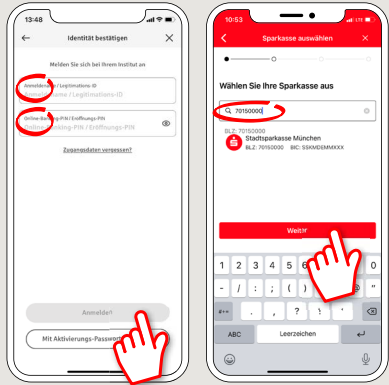 13:48
Identität bestätigen
Melden Sie sich bei Ihrem Institut an
Anmeldename / Legitimations-ID
Anmeldename / Legitimations-ID
Online-Banking-PIN / Eröffnungs-PIN
Online-Banking-PIN / Eröffnungs-PIN
Zugangsdaten vergessen?
Anmelden
Mit Aktivierungs-Passwort
10:53
LTE
Sparkasse auswählen
Wählen Sie Ihre Sparkasse aus
70150000
BLZ: 70150000
Stadtsparkasse München
BLZ: 70150000 BIC: SSKMDEMMXXX
Weiter
1 2 3 4 5 6 0
- / : ; ( ) @ "
#+= . , ? ! '
ABC Leerzeichen